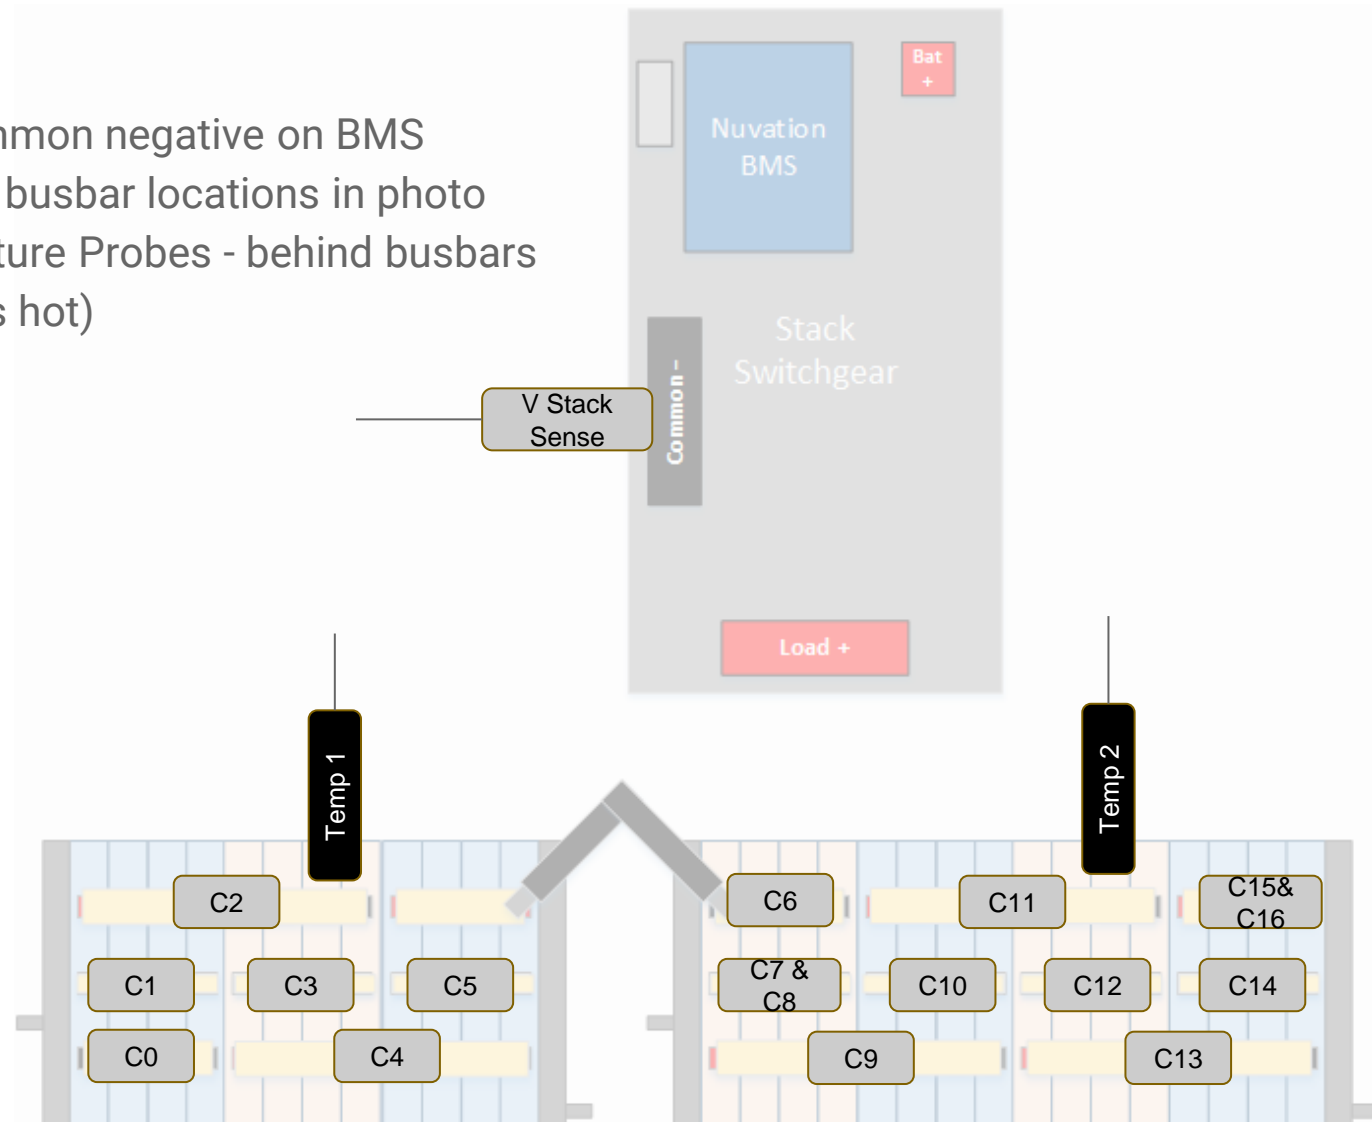 Bat
+
Nuvation
BMS
mmon negative on BMS
busbar locations in photo
ture Probes - behind busbars
s hot)
Stack
Switchgear
Common –
V Stack
Sense
Load +
Temp 1
Temp 2
C2
C6
C11
C15&
C16
C1
C3
C5
C7 &
C8
C10
C12
C14
C0
C4
C9
C13